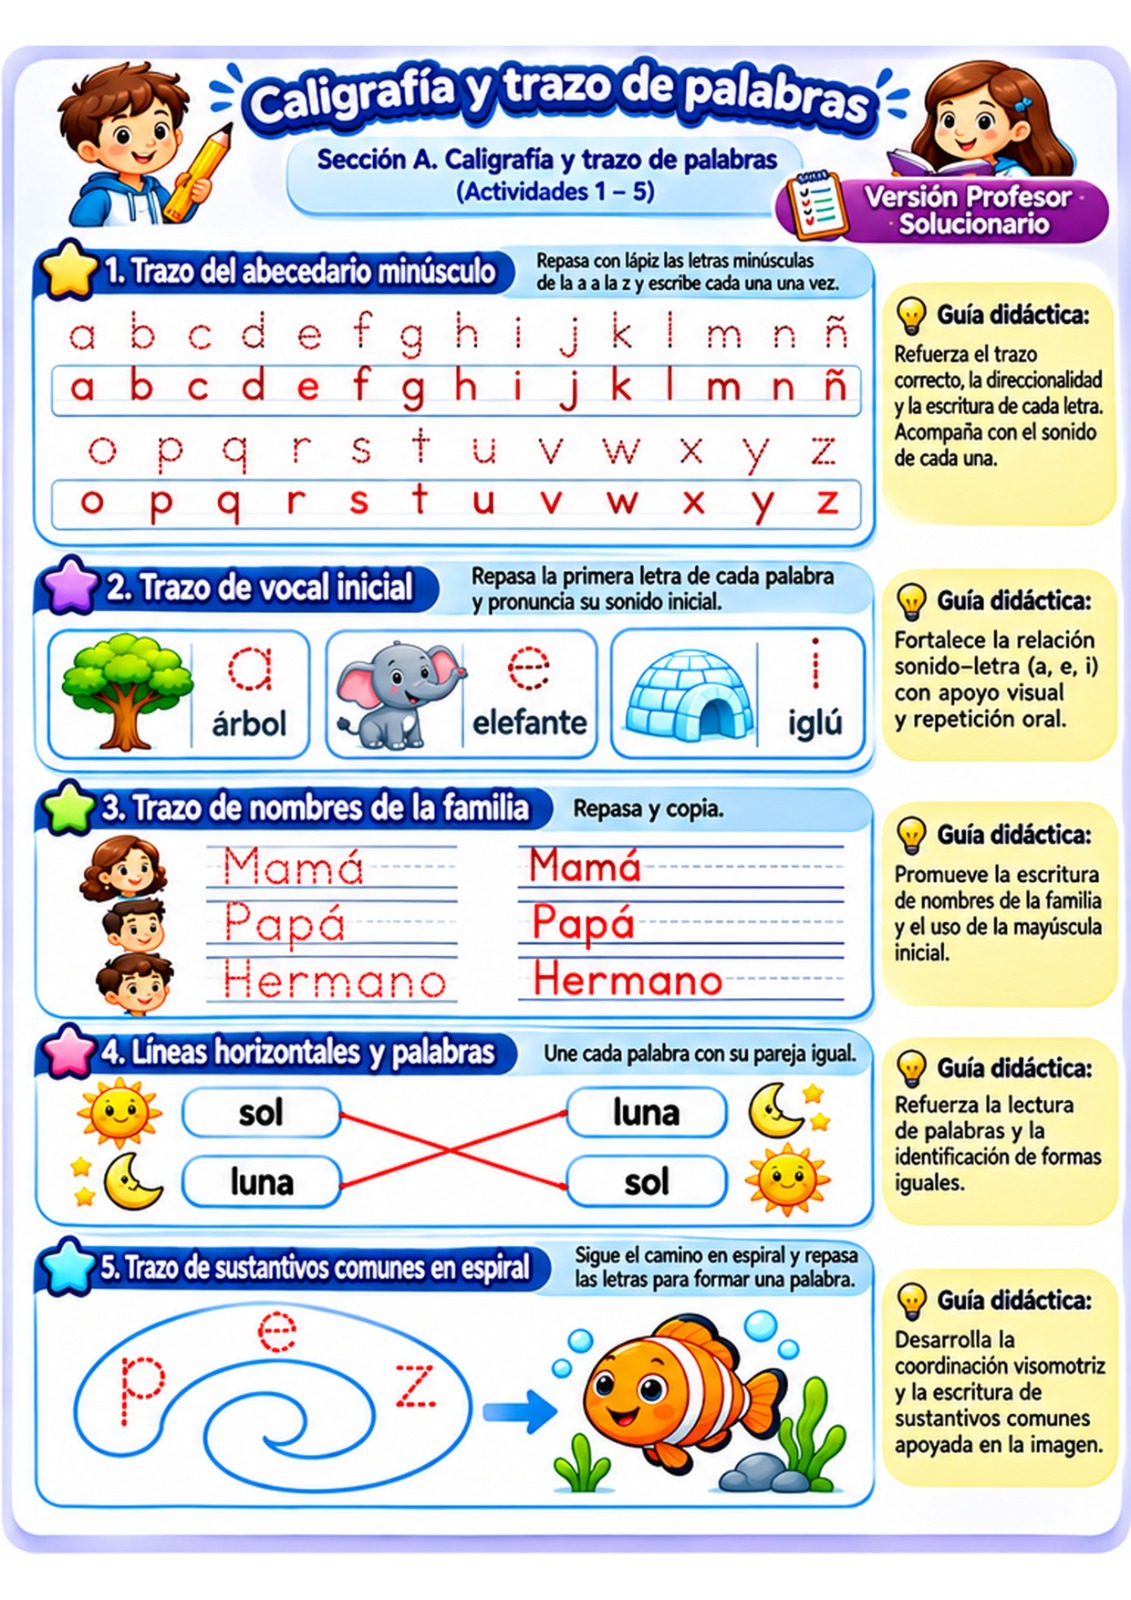 Caligrafía y trazo de palabras
Sección A. Caligrafía y trazo de palabras
(Actividades 1 – 5)
Versión Profesor
Solucionario
1. Trazo del abecedario minúsculo
Repasa con lápiz las letras minúsculas
de la a a la z y escribe cada una una vez.
a b c d e f g h i j k l m n ñ
a b c d e f g h i j k l m n ñ
o p q r s t u v w x y z
o p q r s t u v w x y z
Guía didáctica:
Refuerza el trazo
correcto, la direccionalidad
y la escritura de cada letra.
Acompaña con el sonido
de cada una.
2. Trazo de vocal inicial
Repasa la primera letra de cada palabra
y pronuncia su sonido inicial.
a
árbol
e
elefante
i
iglú
Guía didáctica:
Fortalece la relación
sonido–letra (a, e, i)
con apoyo visual
y repetición oral.
3. Trazo de nombres de la familia
Repasa y copia.
Mamá Mamá
Papá Papá
Hermano Hermano
Guía didáctica:
Promueve la escritura
de nombres de la familia
y el uso de la mayúscula
inicial.
4. Líneas horizontales y palabras
Une cada palabra con su pareja igual.
sol luna
luna sol
Guía didáctica:
Refuerza la lectura
de palabras y la
identificación de formas
iguales.
5. Trazo de sustantivos comunes en espiral
Sigue el camino en espiral y repasa
las letras para formar una palabra.
p e z
Guía didáctica:
Desarrolla la
coordinación visomotriz
y la escritura de
sustantivos comunes
apoyada en la imagen.